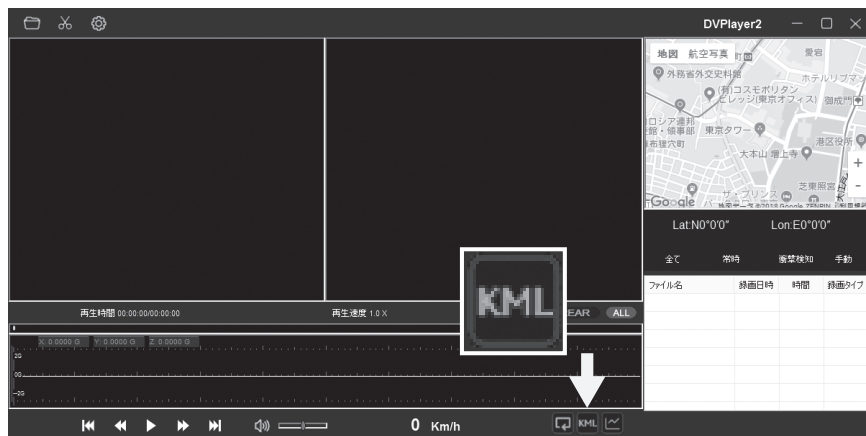 DVPlayer2
地図 航空写真
愛宕
外務省外交史料館
ホテルリブマ
(有)コスモポリタン
ビレッジ(東京オフィス)
御成門
ロシア連邦
館・領事部
東京タワー
布狸穴町
港区役所
大本山 増上寺
芝東照宮
ザ・プリンス
Google
+
-
Lat:N0°0'0"
Lon:E0°0'0"
全て 常時 衝撃検知 手動
ファイル名 録画日時 時間 録画タイプ
KML
EAR ALL
再生時間 00:00:00/00:00:00
再生速度 1.0 X
X: 0.0000 G Y: 0.0000 G Z: 0.0000 G
2G
0G
-2G
0 Km/h
KML